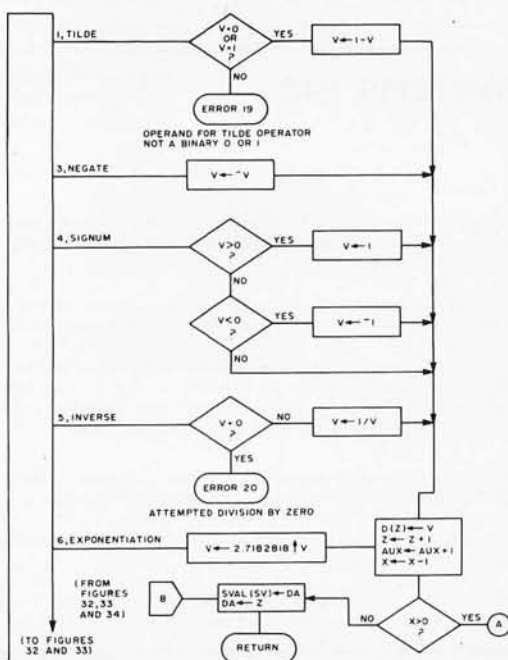 1, TILDE
V=0
OR
V=1
?
YES
V←1-V
NO
ERROR 19
OPERAND FOR TILDE OPERATOR
NOT A BINARY 0 OR 1
3, NEGATE
V←¯V
4, SIGNUM
V>0
?
YES
V←1
NO
V<0
?
YES
V←¯1
NO
5, INVERSE
V=0
?
NO
V←1/V
YES
ERROR 20
ATTEMPTED DIVISION BY ZERO
6, EXPONENTIATION
V←2.7182818↑V
D(Z)←V
Z←Z+1
AUX←AUX+1
X←X-1
(FROM
FIGURES
32,33
AND 34)
B
SVAL(SV)←DA
DA←Z
NO
X>0
?
YES
A
RETURN
(TO FIGURES
32 AND 33)